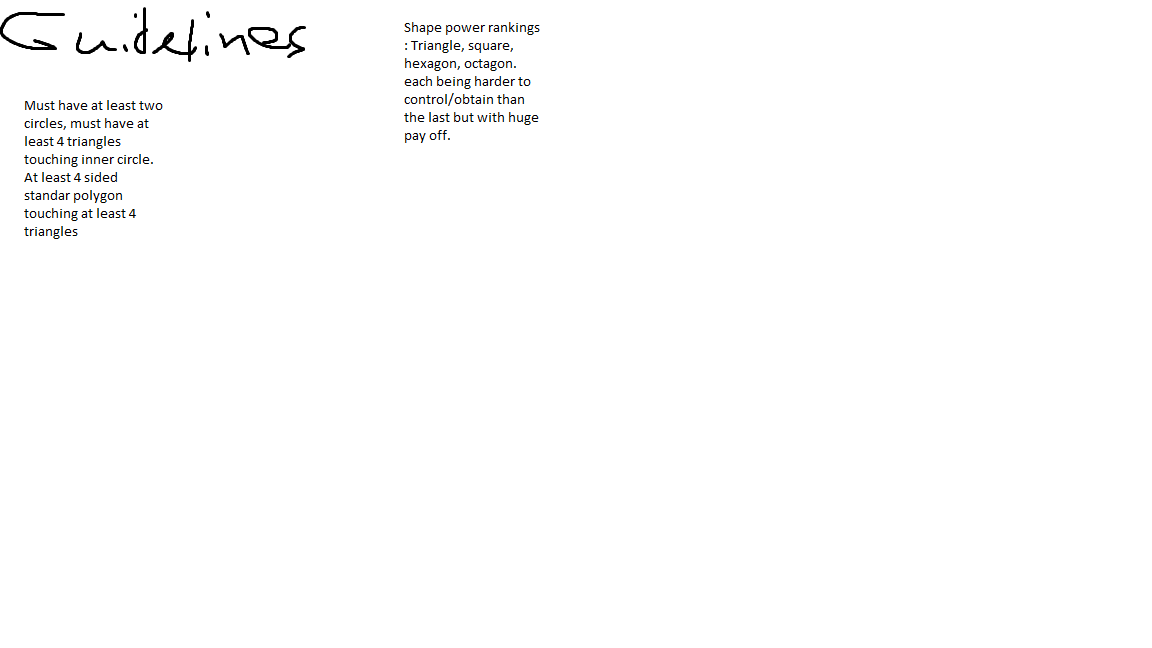 Guidelines
Must have at least two
circles, must have at
least 4 triangles
touching inner circle.
At least 4 sided
standar polygon
touching at least 4
triangles
Shape power rankings
: Triangle, square,
hexagon, octagon.
each being harder to
control/obtain than
the last but with huge
pay off.